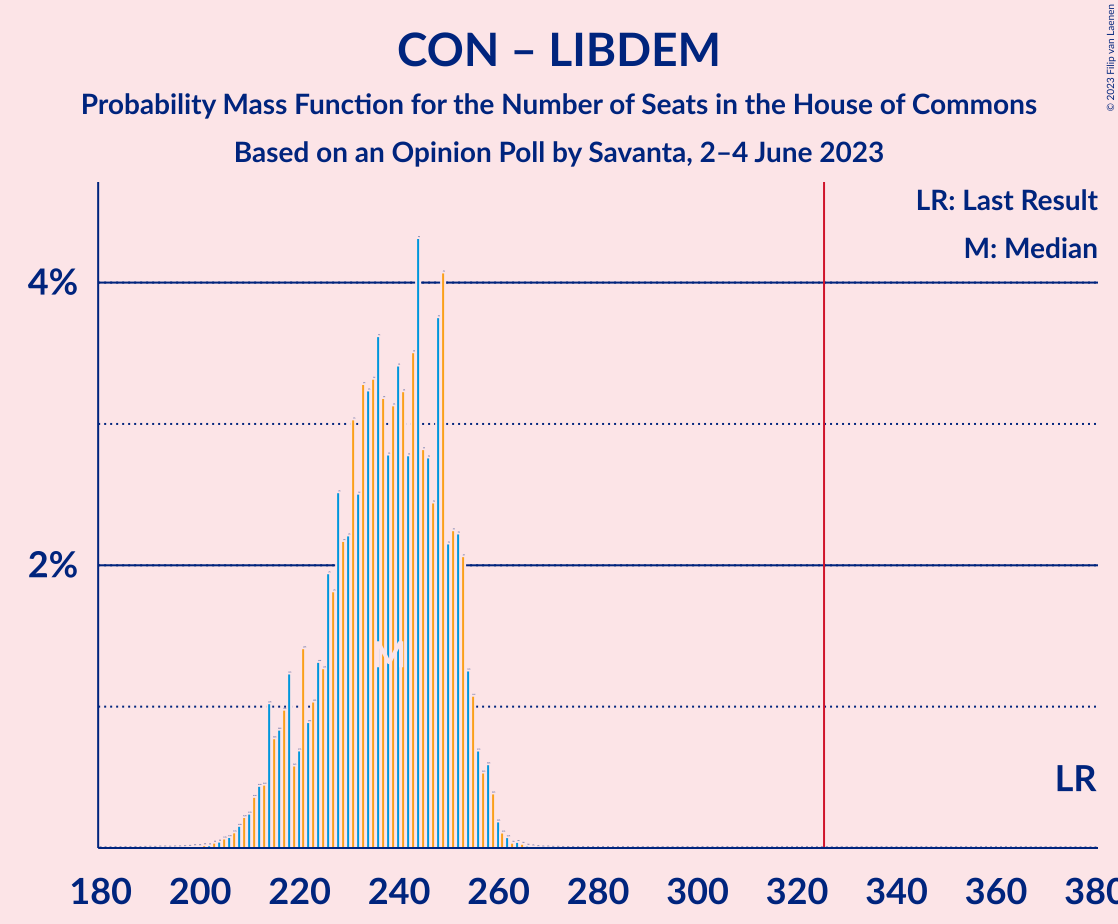 CON – LIBDEM
Probability Mass Function for the Number of Seats in the House of Commons
Based on an Opinion Poll by Savanta, 2–4 June 2023
© 2023 Filip van Laenen
LR: Last Result
M: Median
4%
2%
M
LR
180 200 220 240 260 280 300 320 340 360 380